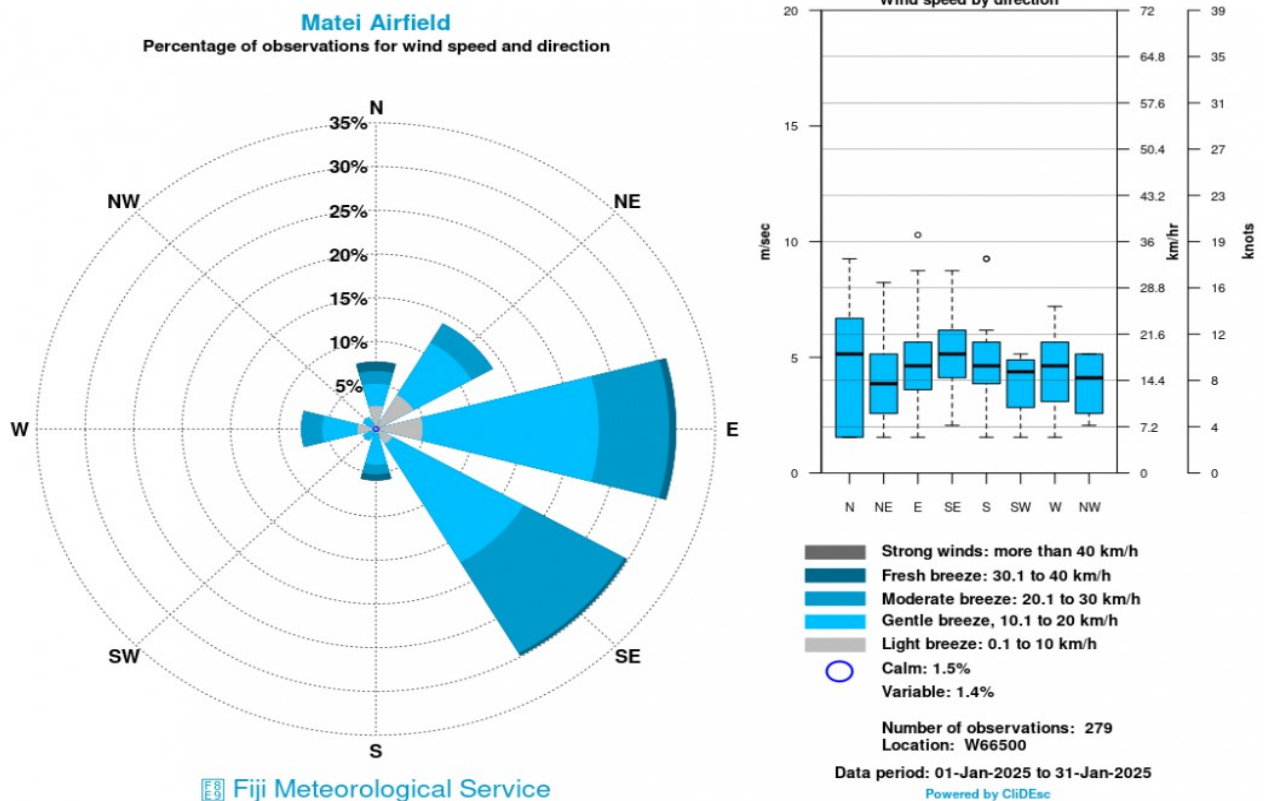 Matei Airfield
Percentage of observations for wind speed and direction
N
35%
30%
25%
20%
15%
10%
5%
NW
NE
W
E
SW
SE
S
Fiji Meteorological Service
Wind speed by direction
20
15
10
5
0
m/sec
72
64.8
57.6
50.4
43.2
36
28.8
21.6
14.4
7.2
0
km/hr
39
35
31
27
23
19
16
12
8
4
0
knots
N NE E SE S SW W NW
Strong winds: more than 40 km/h
Fresh breeze: 30.1 to 40 km/h
Moderate breeze: 20.1 to 30 km/h
Gentle breeze, 10.1 to 20 km/h
Light breeze: 0.1 to 10 km/h
Calm: 1.5%
Variable: 1.4%
Number of observations: 279
Location: W66500
Data period: 01-Jan-2025 to 31-Jan-2025
Powered by CliDEsc